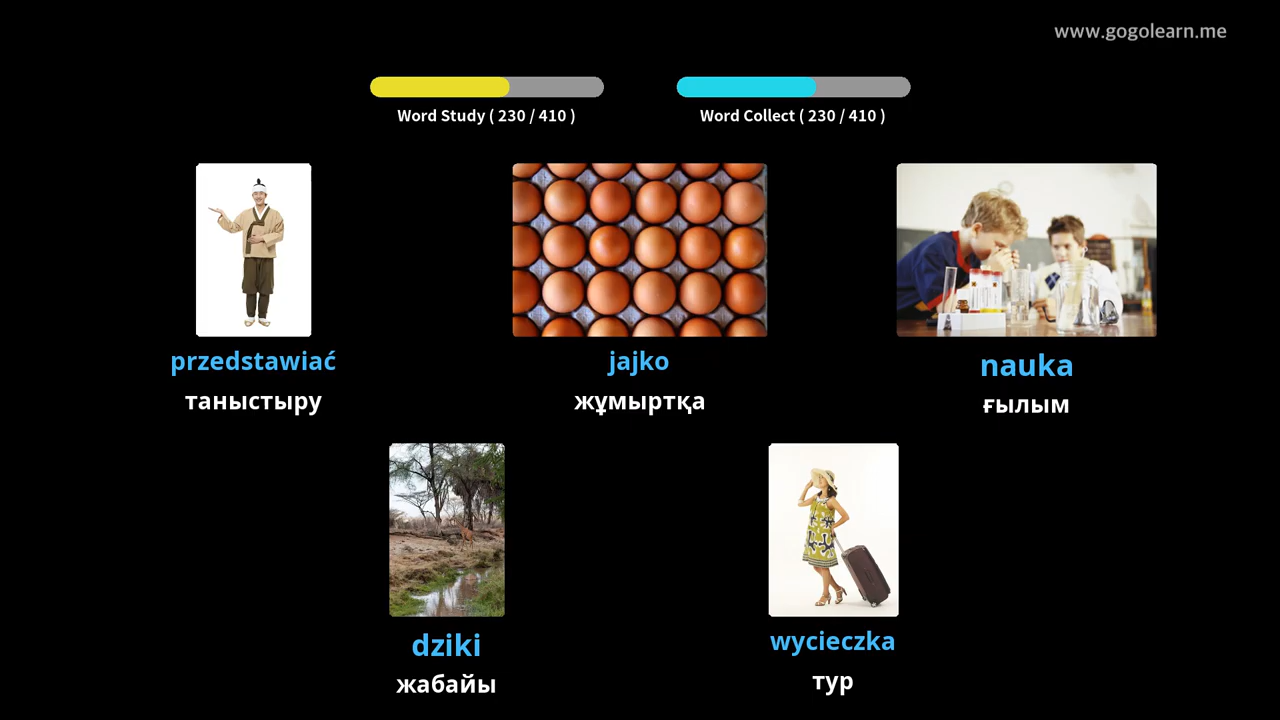 www.gogolearn.me
Word Study ( 230 / 410 )
Word Collect ( 230 / 410 )
przedstawiać
таныстыру
jajko
жұмыртқа
nauka
ғылым
dziki
жабайы
wycieczka
тур